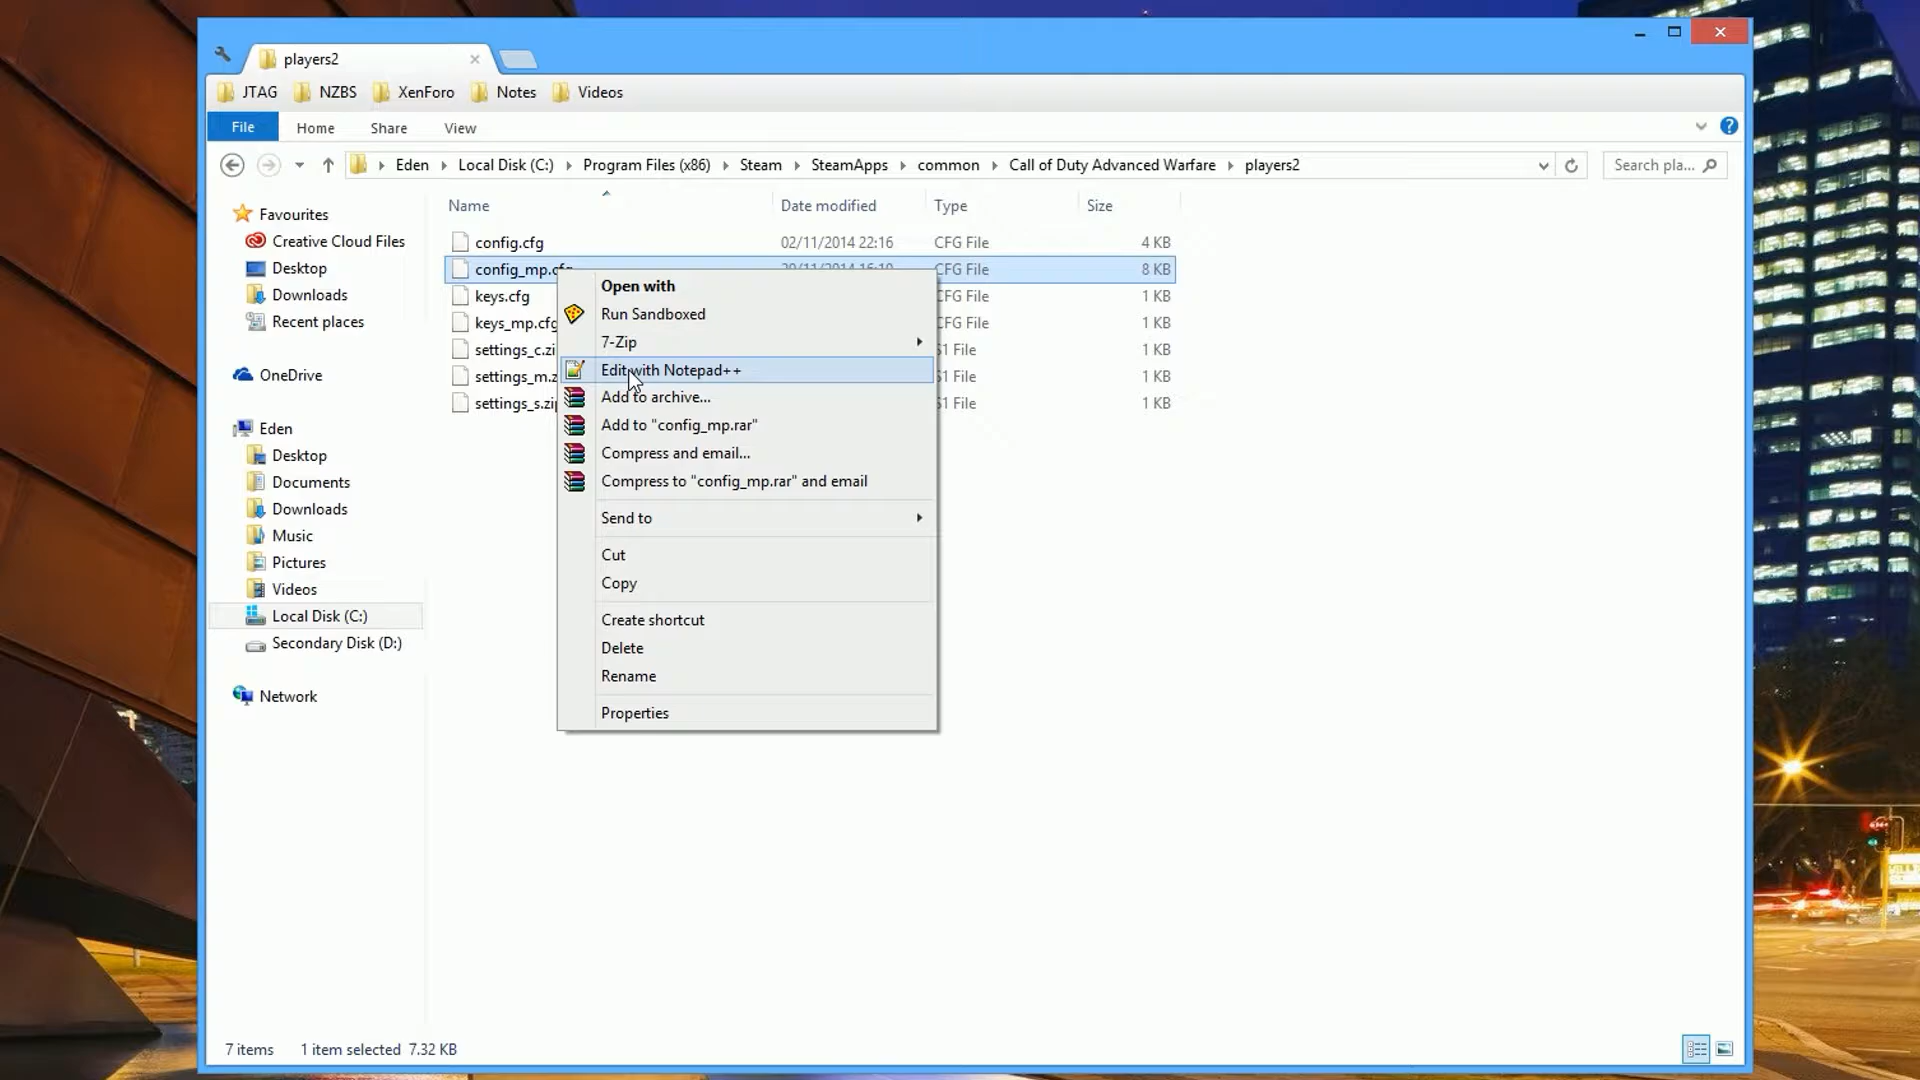 players2
JTAG NZBS XenForo Notes Videos
File Home Share View
Eden Local Disk (C:) Program Files (x86) Steam SteamApps common Call of Duty Advanced Warfare players2 Search pla...
Name Date modified Type Size
Favourites
Creative Cloud Files
Desktop
Downloads
Recent places
OneDrive
Eden
Desktop
Documents
Downloads
Music
Pictures
Videos
Local Disk (C:)
Secondary Disk (D:)
Network
config.cfg 02/11/2014 22:16 CFG File 4 KB
config_mp.cfg CFG File 8 KB
keys.cfg CFG File 1 KB
keys_mp.cfg CFG File 1 KB
settings_c.zi S1 File 1 KB
settings_m.z S1 File 1 KB
settings_s.zip S1 File 1 KB
Open with
Run Sandboxed
7-Zip
Edit with Notepad++
Add to archive...
Add to "config_mp.rar"
Compress and email...
Compress to "config_mp.rar" and email
Send to
Cut
Copy
Create shortcut
Delete
Rename
Properties
7 items 1 item selected 7.32 KB